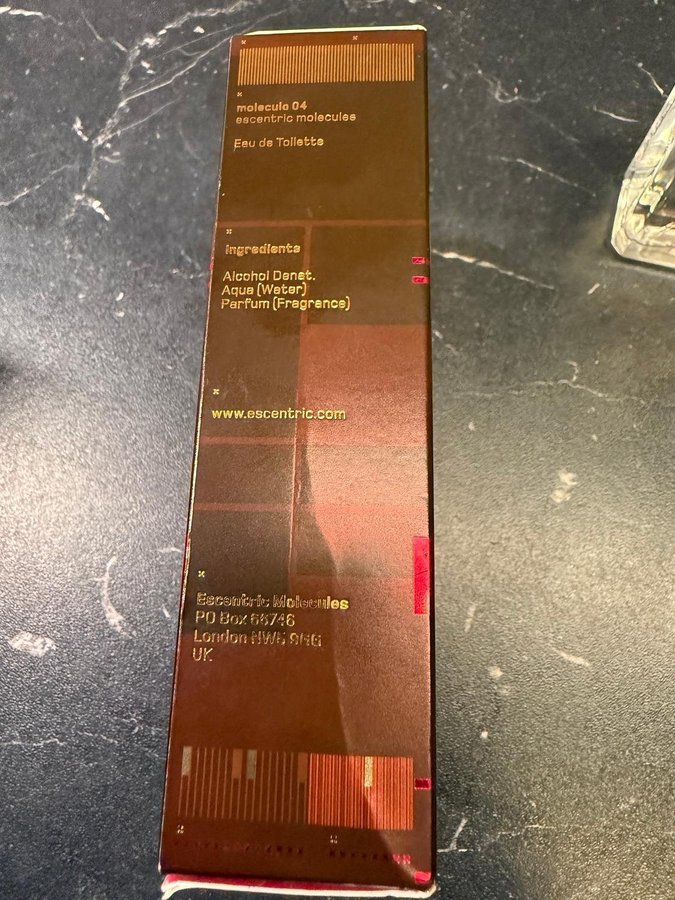 molecule 04
escentric molecules
Eau de Toilette
Ingredients
Alcohol Denat.
Aqua (Water)
Parfum (Fragrance)
www.escentric.com
Escentric Molecules
PO Box 66746
London NW5 9HG
UK